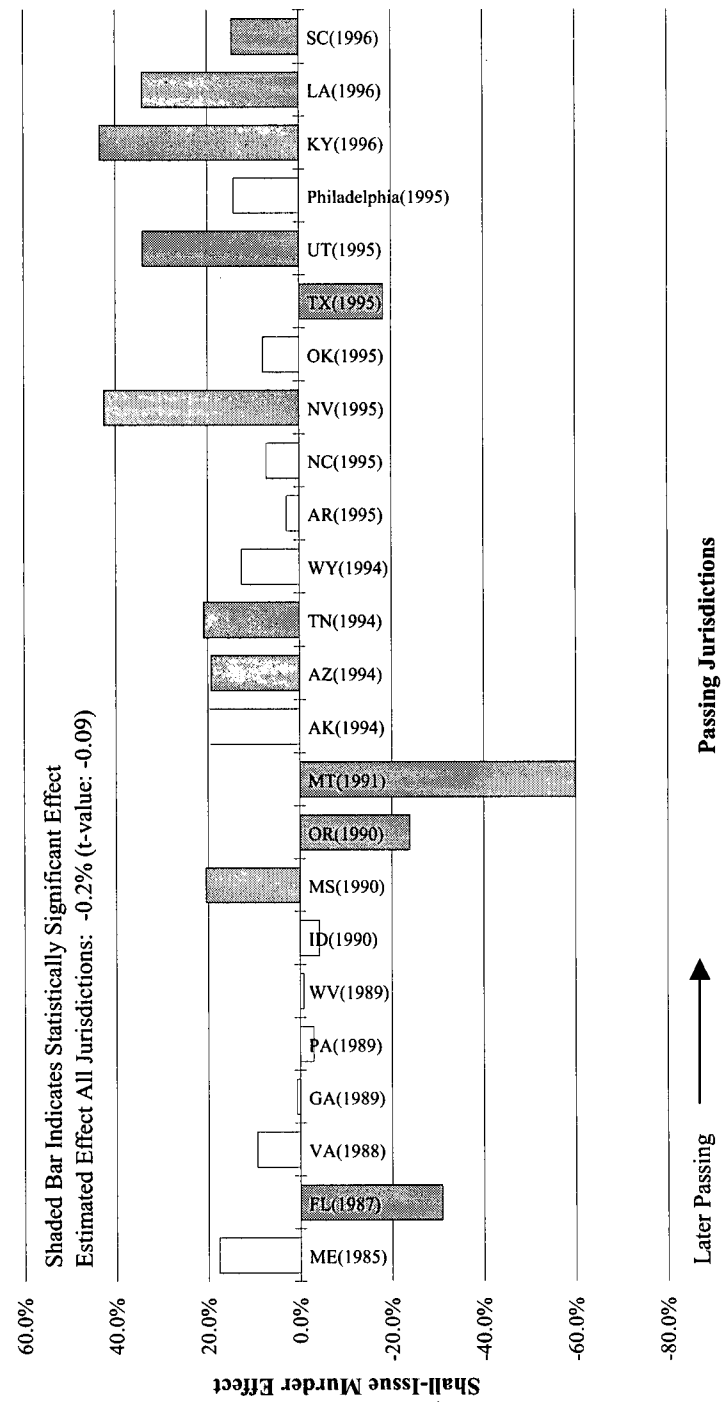 Shaded Bar Indicates Statistically Significant Effect
Estimated Effect All Jurisdictions: -0.2% (t-value: -0.09)
60.0%
40.0%
20.0%
0.0%
-20.0%
-40.0%
-60.0%
-80.0%
Shall-Issue Murder Effect
ME(1985)
FL(1987)
VA(1988)
GA(1989)
PA(1989)
WV(1989)
ID(1990)
MS(1990)
OR(1990)
MT(1991)
AK(1994)
AZ(1994)
TN(1994)
WY(1994)
AR(1995)
NC(1995)
NV(1995)
OK(1995)
TX(1995)
UT(1995)
Philadelphia(1995)
KY(1996)
LA(1996)
SC(1996)
Later Passing
Passing Jurisdictions